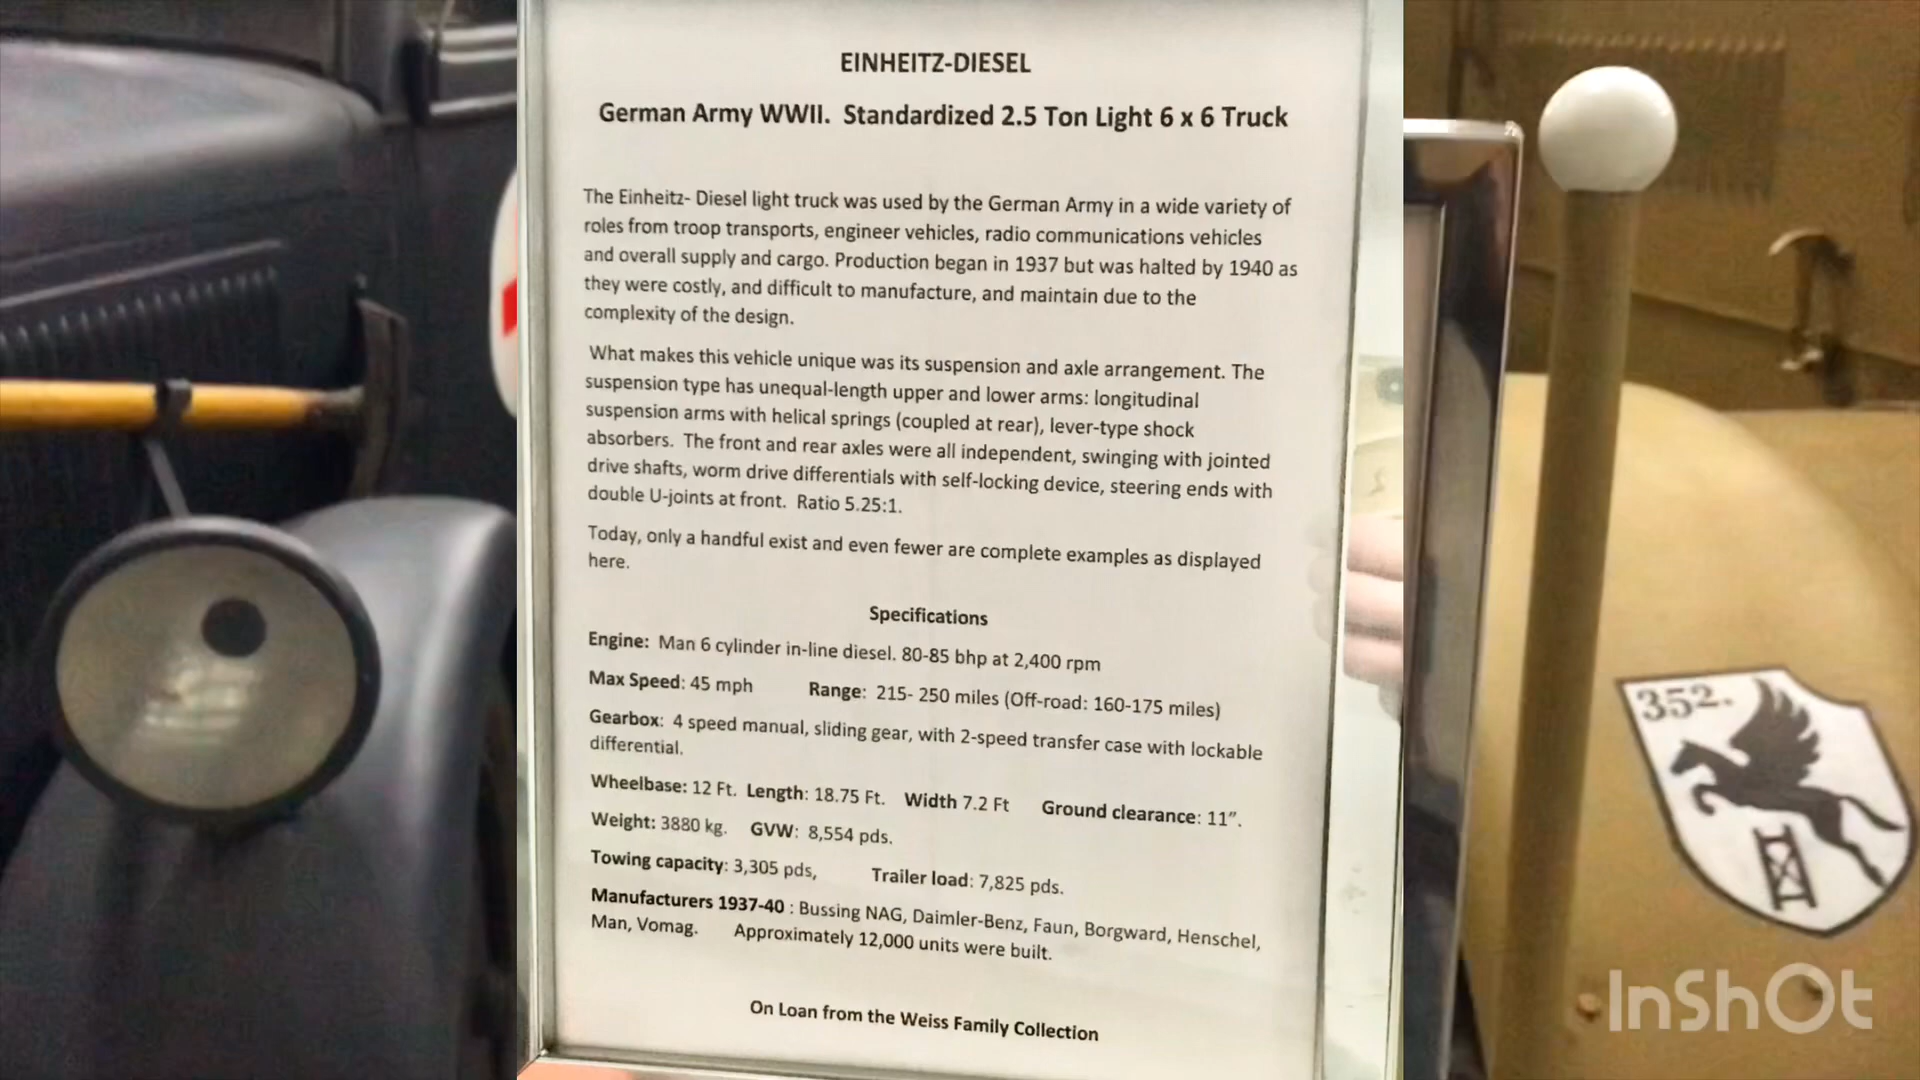 EINHEITZ-DIESEL
German Army WWII. Standardized 2.5 Ton Light 6 x 6 Truck
The Einheitz- Diesel light truck was used by the German Army in a wide variety of
roles from troop transports, engineer vehicles, radio communications vehicles
and overall supply and cargo. Production began in 1937 but was halted by 1940 as
they were costly, and difficult to manufacture, and maintain due to the
complexity of the design.
What makes this vehicle unique was its suspension and axle arrangement. The
suspension type has unequal-length upper and lower arms: longitudinal
suspension arms with helical springs (coupled at rear), lever-type shock
absorbers. The front and rear axles were all independent, swinging with jointed
drive shafts, worm drive differentials with self-locking device, steering ends with
double U-joints at front. Ratio 5.25:1.
Today, only a handful exist and even fewer are complete examples as displayed
here.
Specifications
Engine: Man 6 cylinder in-line diesel. 80-85 bhp at 2,400 rpm
Max Speed: 45 mph Range: 215- 250 miles (Off-road: 160-175 miles)
Gearbox: 4 speed manual, sliding gear, with 2-speed transfer case with lockable
differential.
Wheelbase: 12 Ft. Length: 18.75 Ft. Width 7.2 Ft Ground clearance: 11”.
Weight: 3880 kg. GVW: 8,554 pds.
Towing capacity: 3,305 pds, Trailer load: 7,825 pds.
Manufacturers 1937-40 : Bussing NAG, Daimler-Benz, Faun, Borgward, Henschel,
Man, Vomag. Approximately 12,000 units were built.
On Loan from the Weiss Family Collection
352.
InShOt